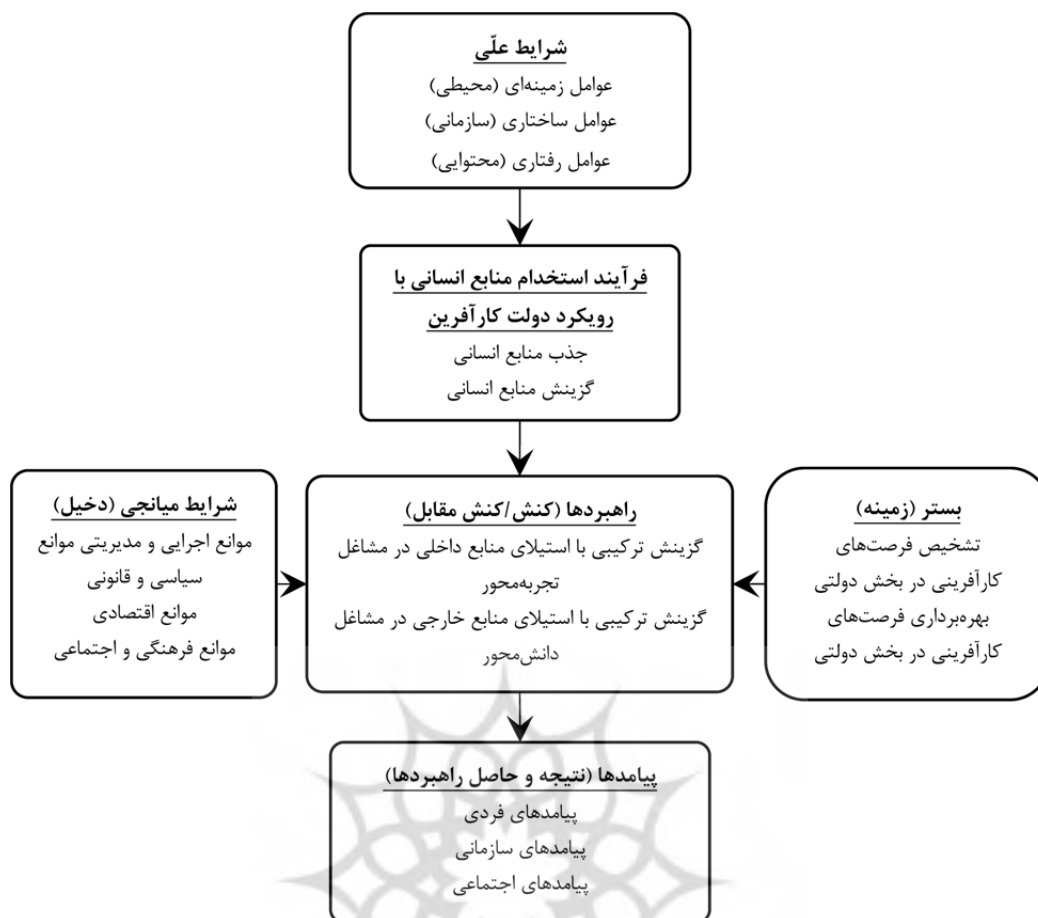 شرایط علّی
عوامل زمینه‌ای (محیطی)
عوامل ساختاری (سازمانی)
عوامل رفتاری (محتوایی)
فرآیند استخدام منابع انسانی با
رویکرد دولت کارآفرین
جذب منابع انسانی
گزینش منابع انسانی
بستر (زمینه)
تشخیص فرصت‌های
کارآفرینی در بخش دولتی
بهره‌برداری فرصت‌های
کارآفرینی در بخش دولتی
راهبردها (کنش/کنش مقابل)
گزینش ترکیبی با استیلای منابع داخلی در مشاغل
تجربه‌محور
گزینش ترکیبی با استیلای منابع خارجی در مشاغل
دانش‌محور
شرایط میانجی (دخیل)
موانع اجرایی و مدیریتی موانع
سیاسی و قانونی
موانع اقتصادی
موانع فرهنگی و اجتماعی
پیامدها (نتیجه و حاصل راهبردها)
پیامدهای فردی
پیامدهای سازمانی
پیامدهای اجتماعی